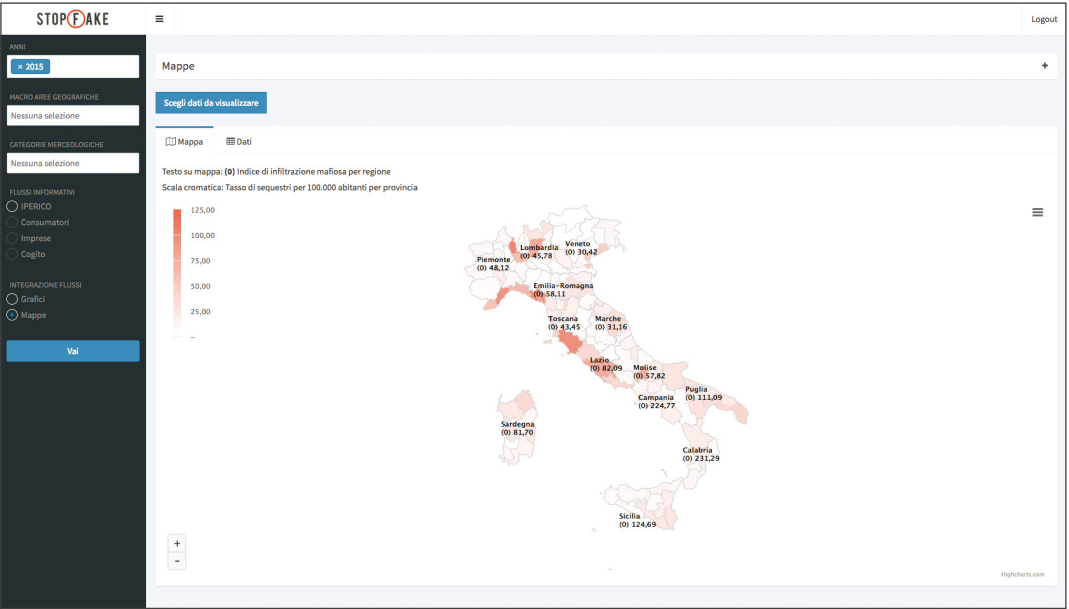 STOP FAKE
Logout
ANNI
× 2015
MACRO AREE GEOGRAFICHE
Nessuna selezione
CATEGORIE MERCEOLOGICHE
Nessuna selezione
FLUSSI INFORMATIVI
IPERICO
Consumatori
Imprese
Cogito
INTEGRAZIONE FLUSSI
Grafici
Mappe
Vai
Mappe
+
Scegli dati da visualizzare
Mappa
Dati
Testo su mappa: (0) Indice di infiltrazione mafiosa per regione
Scala cromatica: Tasso di sequestri per 100.000 abitanti per provincia
125,00
100,00
75,00
50,00
25,00
–
Lombardia
(0) 45,78
Veneto
(0) 30,42
Piemonte
(0) 48,12
Emilia-Romagna
(0) 58,11
Toscana
(0) 43,45
Marche
(0) 31,16
Lazio
(0) 82,09
Molise
(0) 57,82
Campania
(0) 224,77
Puglia
(0) 111,09
Sardegna
(0) 81,70
Calabria
(0) 231,29
Sicilia
(0) 124,69
+
-
Highcharts.com